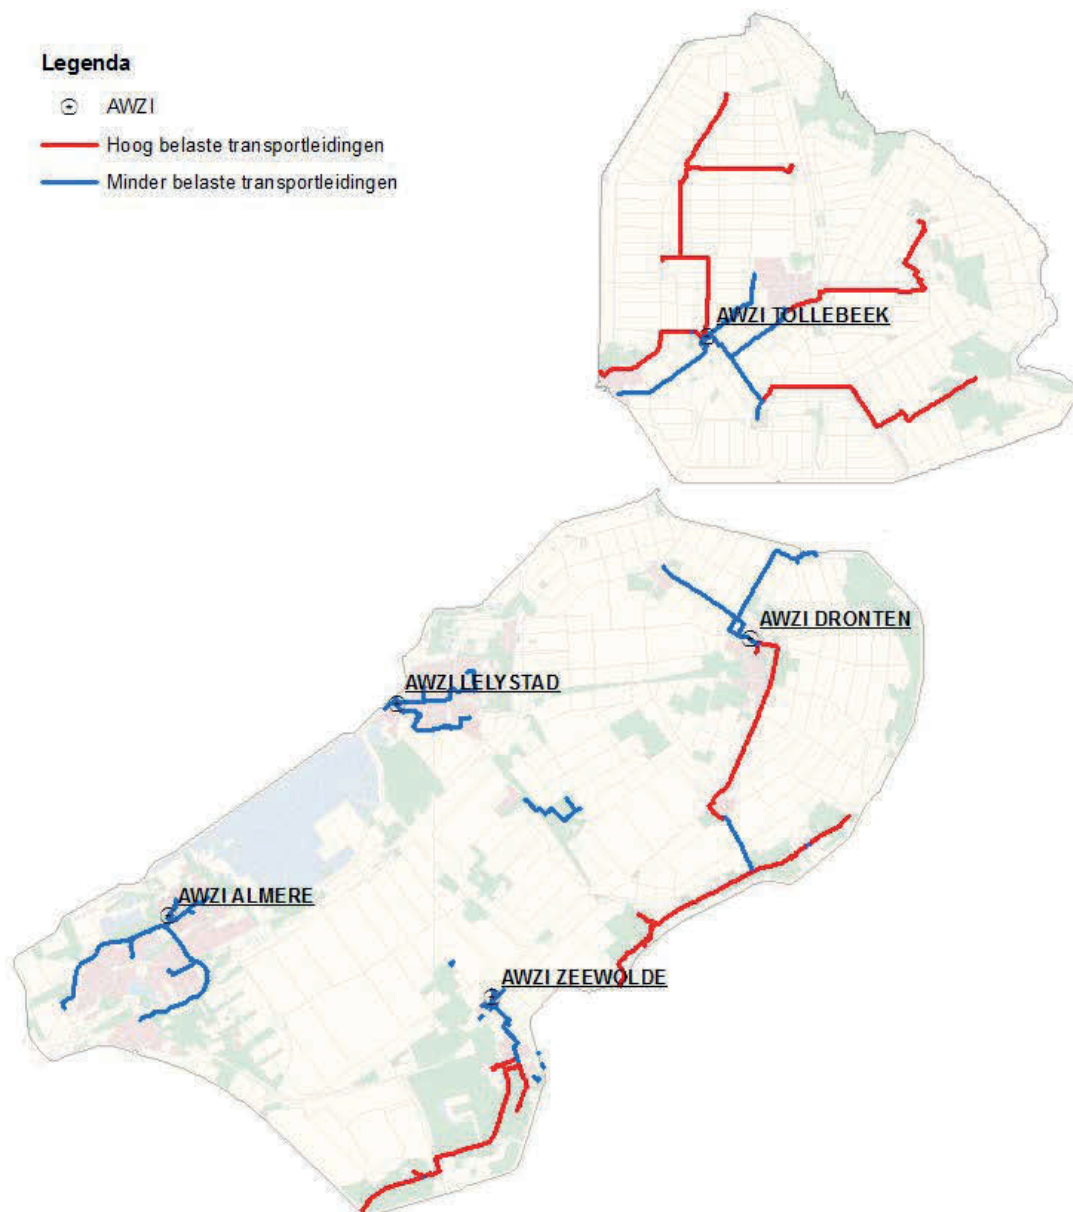 Legenda
AWZI
Hoog belaste transportleidingen
Minder belaste transportleidingen
AWZI TOLLEBEEK
AWZI DRONTEN
AWZI LELYSTAD
AWZI ALMERE
AWZI ZEEWOLDE